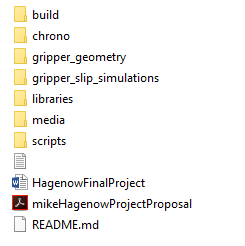 build
chrono
gripper_geometry
gripper_slip_simulations
libraries
media
scripts
HagenowFinalProject
mikeHagenowProjectProposal
README.md